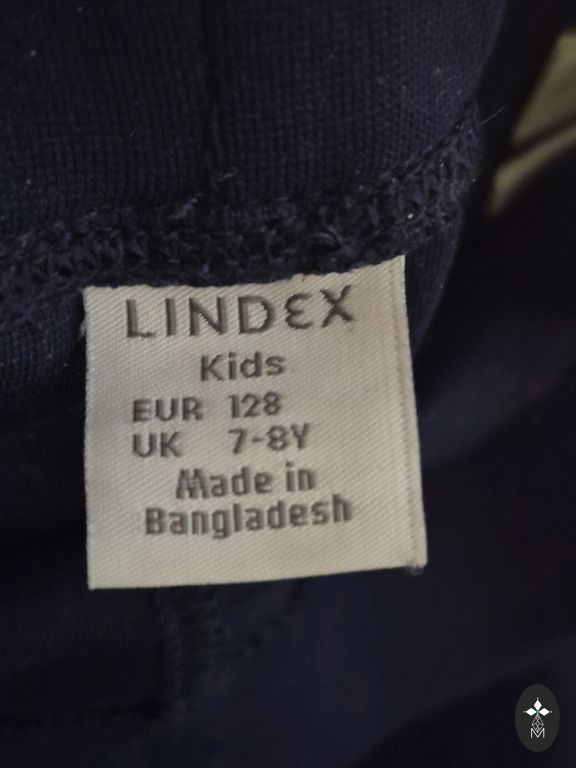 LINDEX
Kids
EUR 128
UK 7-8Y
Made in
Bangladesh
M